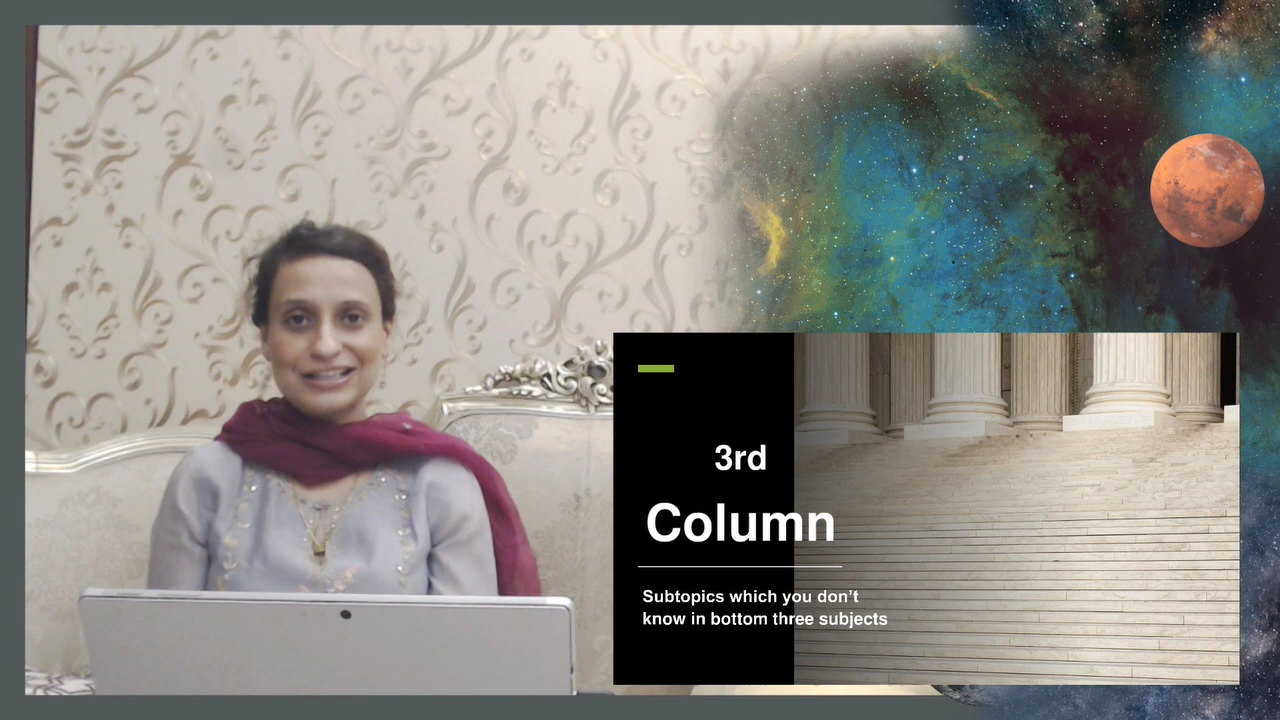 3rd
Column
Subtopics which you don't
know in bottom three subjects